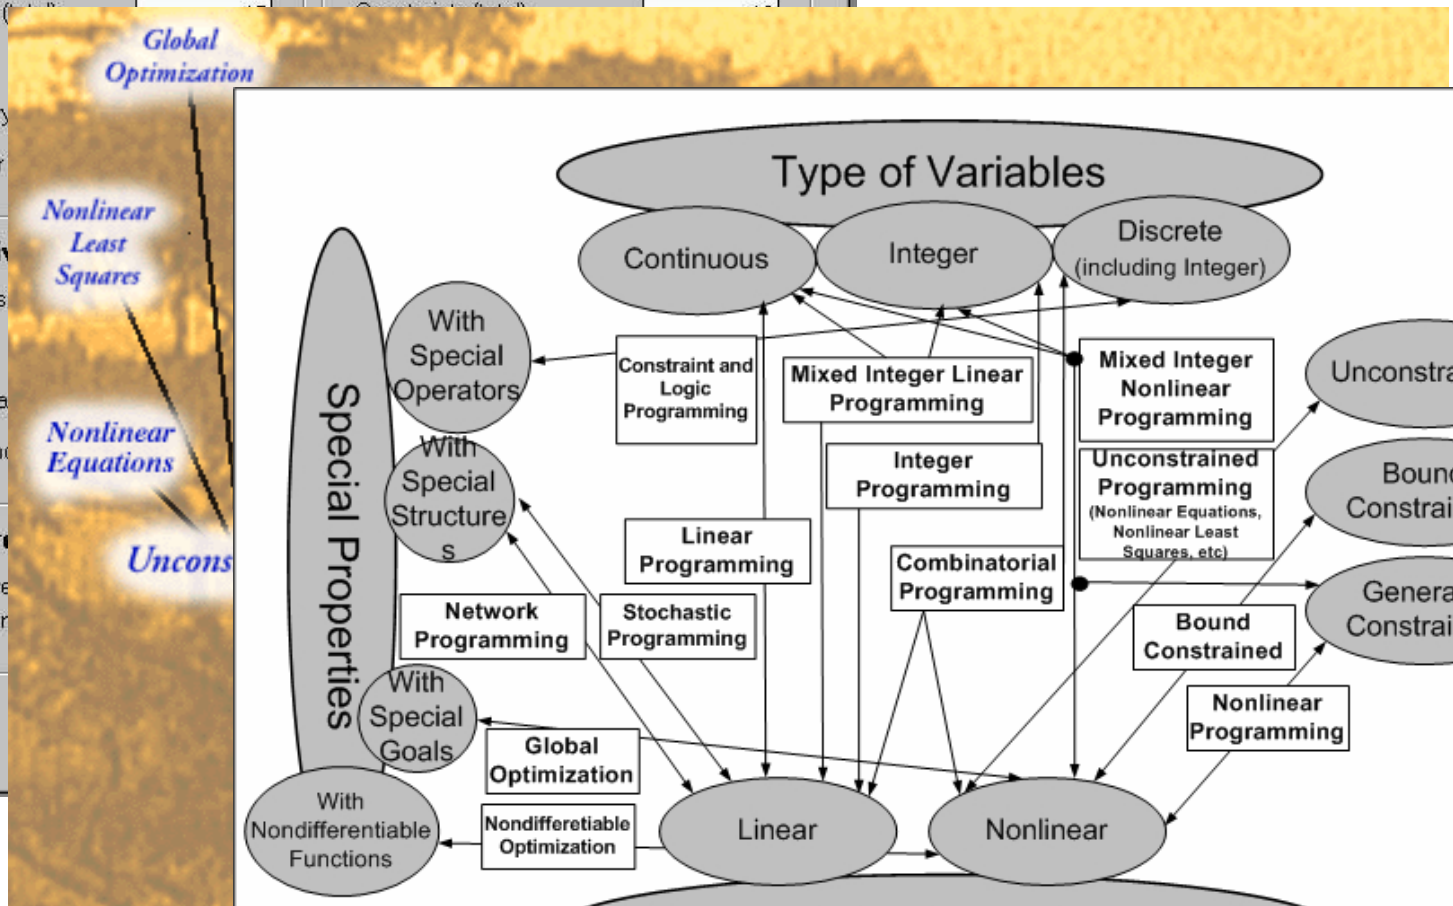 Global
Optimization
Nonlinear
Least
Squares
Nonlinear
Equations
Uncons
Type of Variables
Continuous
Integer
Discrete
(including Integer)
Special Properties
With
Special
Operators
With
Special
Structure
s
With
Special
Goals
With
Nondifferentiable
Functions
Constraint and
Logic
Programming
Mixed Integer Linear
Programming
Mixed Integer
Nonlinear
Programming
Integer
Programming
Unconstrained
Programming
(Nonlinear Equations,
Nonlinear Least
Squares, etc)
Linear
Programming
Combinatorial
Programming
Network
Programming
Stochastic
Programming
Bound
Constrained
Nonlinear
Programming
Global
Optimization
Nondifferetiable
Optimization
Linear
Nonlinear
Unconstra
Bounc
Constrai
Genera
Constrai